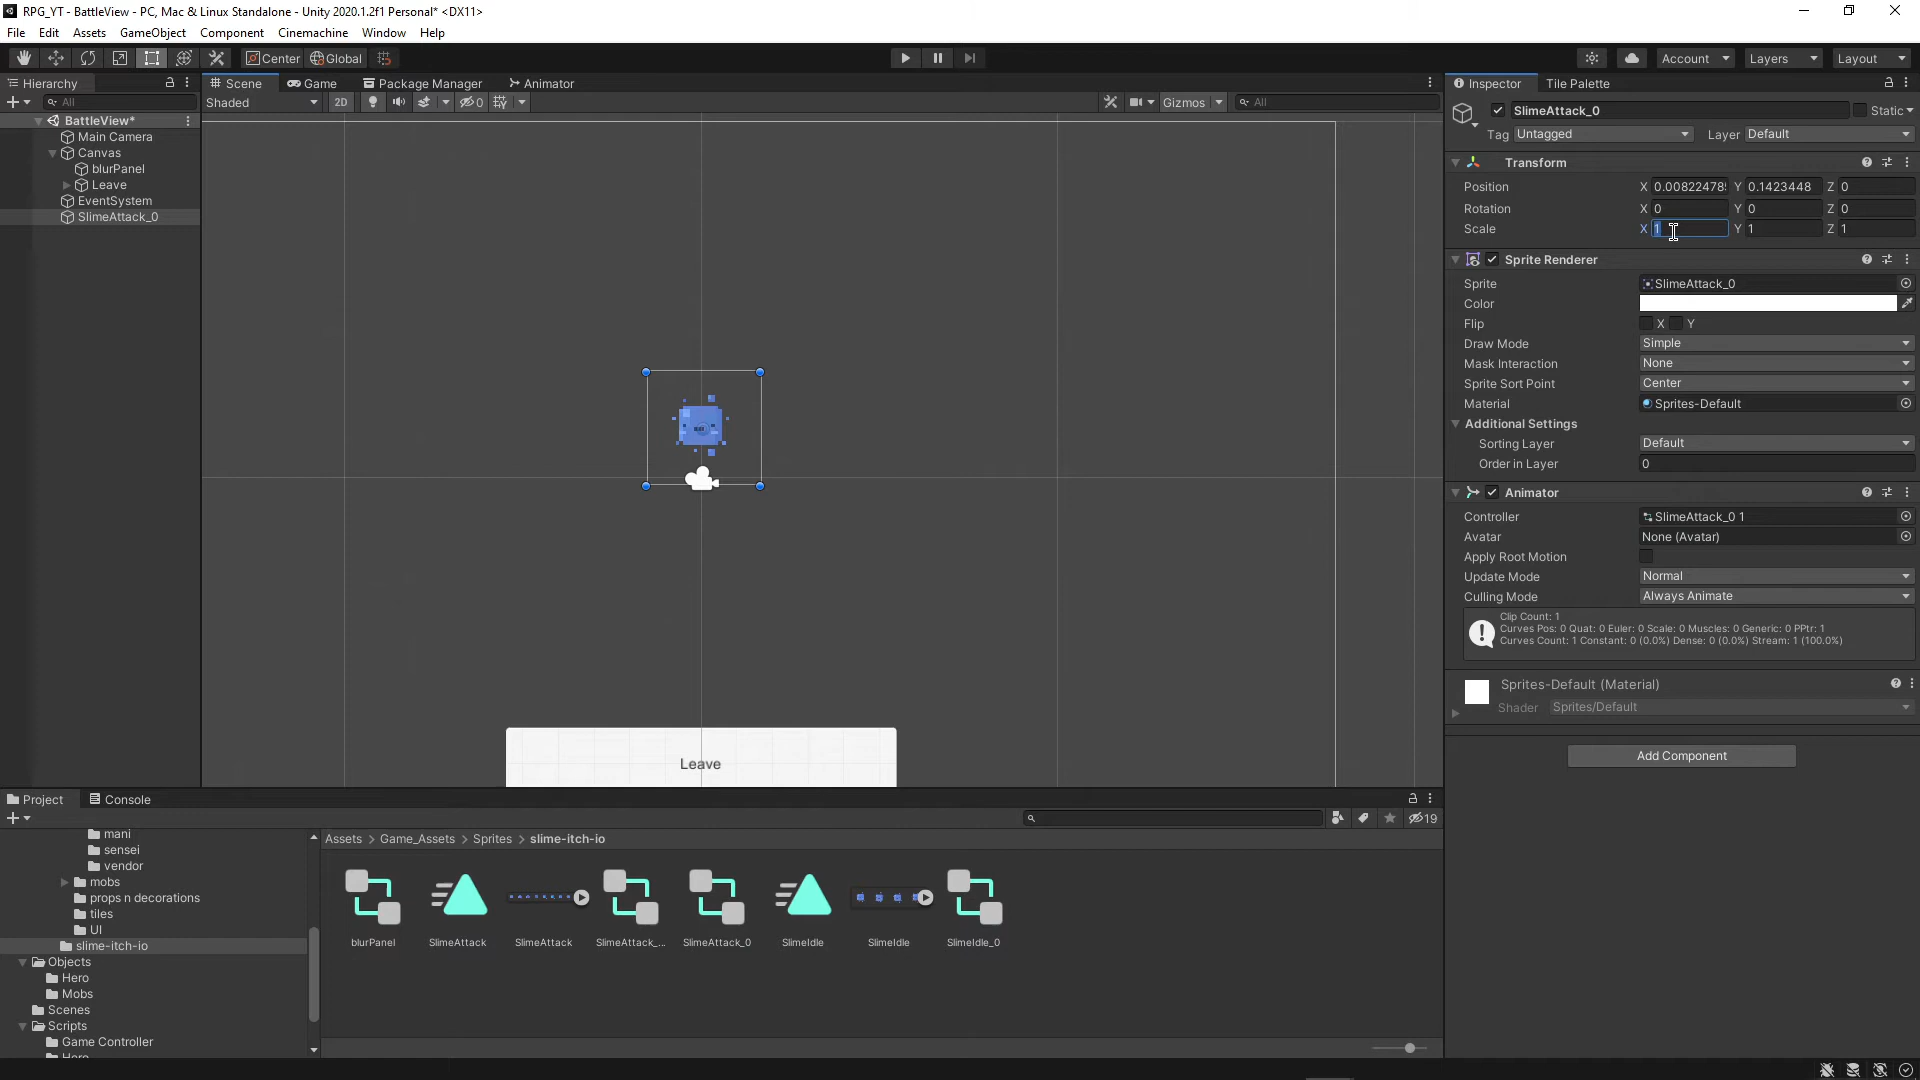 RPG_YT - BattleView - PC, Mac & Linux Standalone - Unity 2020.1.2f1 Personal* <DX11>
File Edit Assets GameObject Component Cinemachine Window Help
Center Global Account Layers Layout
Hierarchy
All
BattleView*
Main Camera
Canvas
blurPanel
Leave
EventSystem
SlimeAttack_0
Scene Game Package Manager Animator
Shaded 2D 0 Gizmos All
Leave
Inspector Tile Palette
SlimeAttack_0 Static
Tag Untagged Layer Default
Transform
Position X 0.00822478 Y 0.1423448 Z 0
Rotation X 0 Y 0 Z 0
Scale X 1 Y 1 Z 1
Sprite Renderer
Sprite SlimeAttack_0
Color
Flip X Y
Draw Mode Simple
Mask Interaction None
Sprite Sort Point Center
Material Sprites-Default
Additional Settings
Sorting Layer Default
Order in Layer 0
Animator
Controller SlimeAttack_0 1
Avatar None (Avatar)
Apply Root Motion
Update Mode Normal
Culling Mode Always Animate
Clip Count: 1
Curves Pos: 0 Quat: 0 Euler: 0 Scale: 0 Muscles: 0 Generic: 0 PPtr: 1
Curves Count: 1 Constant: 0 (0.0%) Dense: 0 (0.0%) Stream: 1 (100.0%)
Sprites-Default (Material)
Shader Sprites/Default
Add Component
Project Console
19
mani
sensei
vendor
mobs
props n decorations
tiles
UI
slime-itch-io
Objects
Hero
Mobs
Scenes
Scripts
Game Controller
Assets > Game_Assets > Sprites > slime-itch-io
blurPanel SlimeAttack SlimeAttack SlimeAttack_... SlimeAttack_0 SlimeIdle SlimeIdle SlimeIdle_0